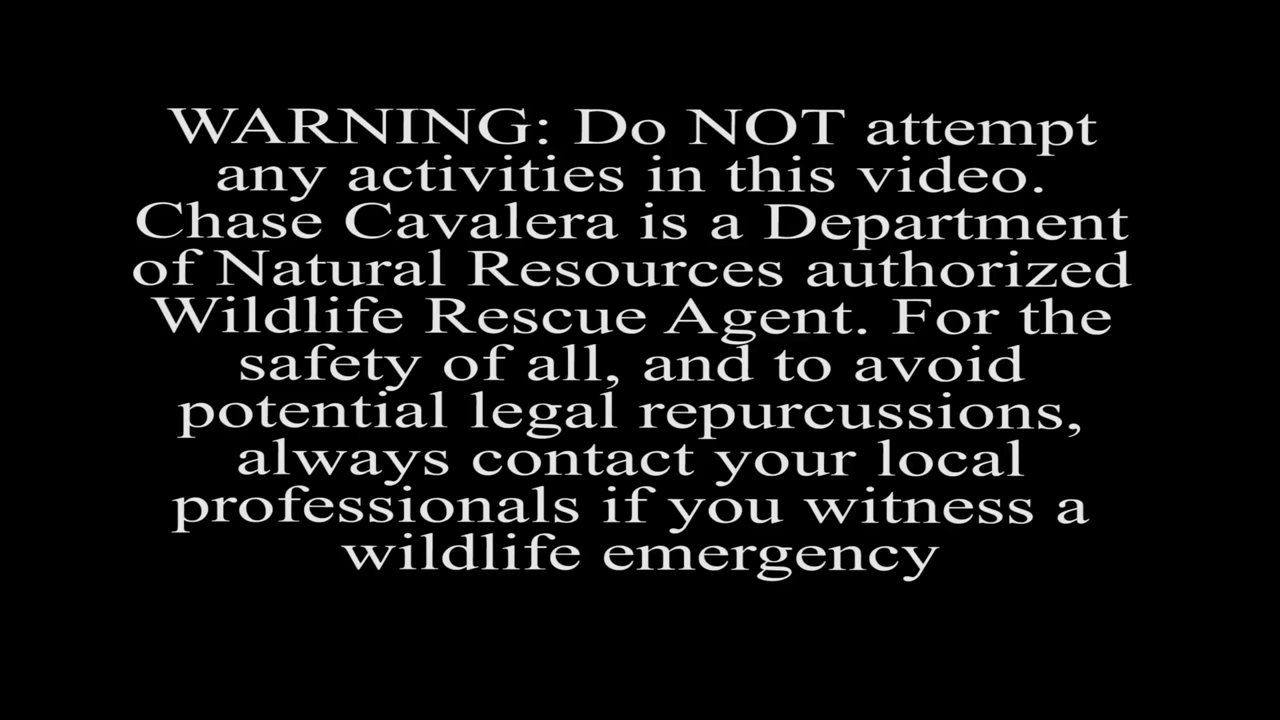 WARNING: Do NOT attempt
any activities in this video.
Chase Cavalera is a Department
of Natural Resources authorized
Wildlife Rescue Agent. For the
safety of all, and to avoid
potential legal repurcussions,
always contact your local
professionals if you witness a
wildlife emergency